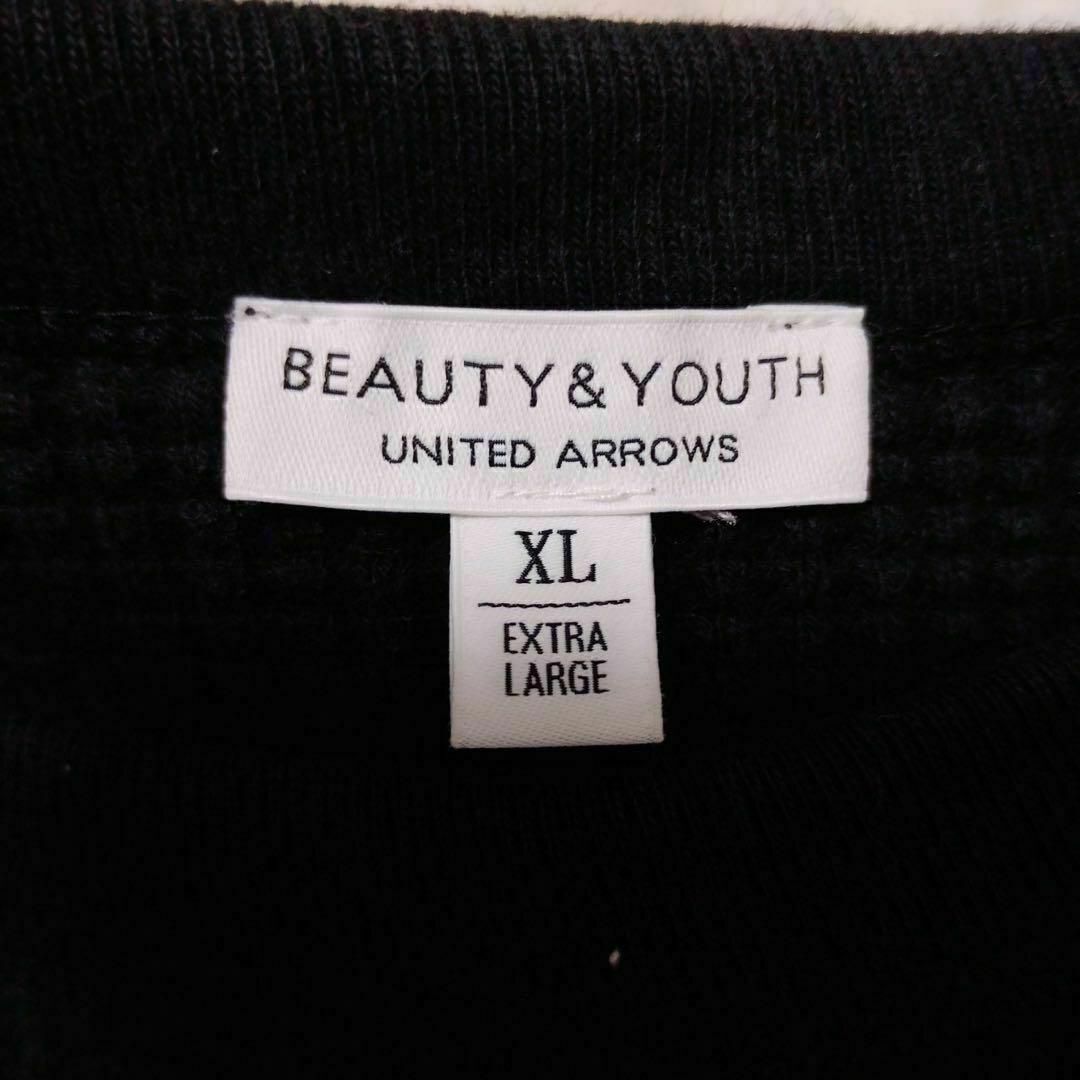 BEAUTY & YOUTH
UNITED ARROWS
XL
EXTRA
LARGE